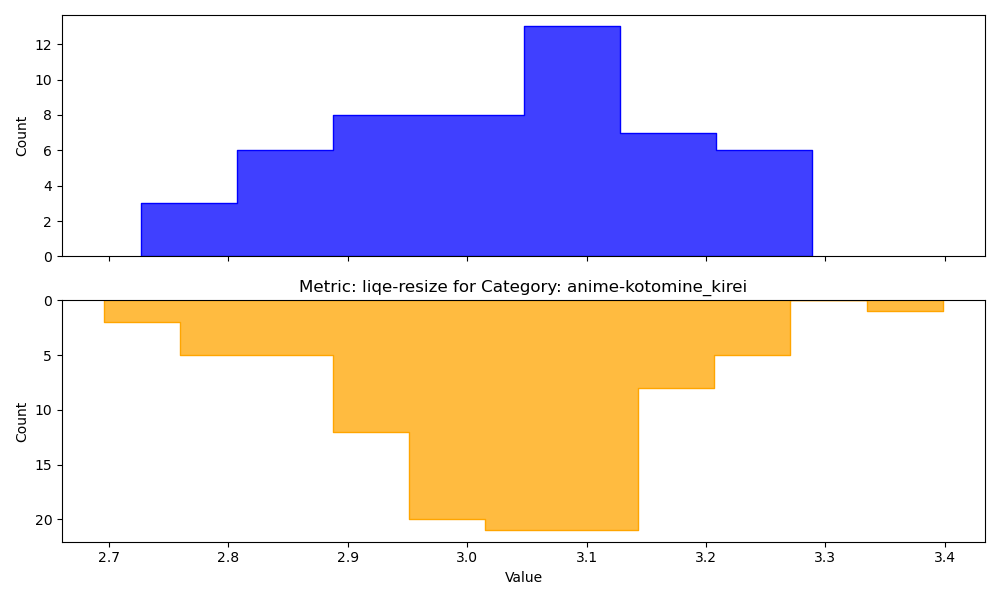 Count
12
10
8
6
4
2
0
Metric: liqe-resize for Category: anime-kotomine_kirei
Count
0
5
10
15
20
2.7 2.8 2.9 3.0 3.1 3.2 3.3 3.4
Value